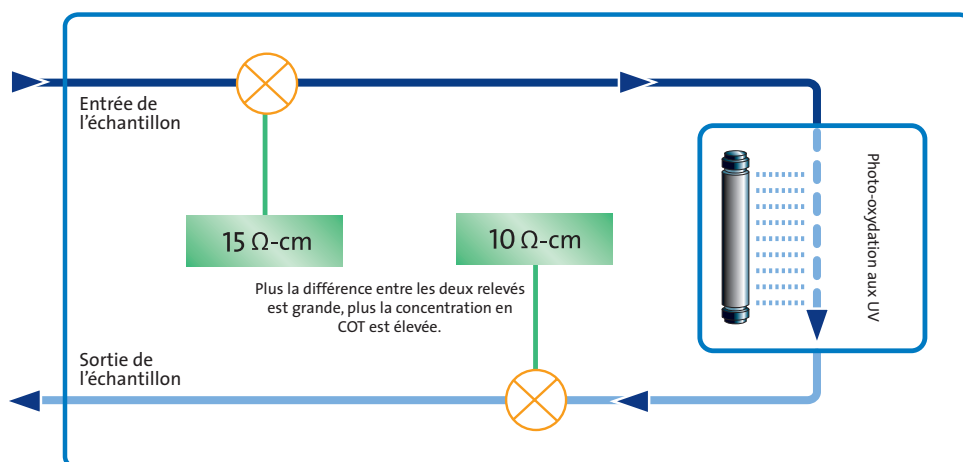 Entrée de
l'échantillon
15 Ω-cm
10 Ω-cm
Plus la différence entre les deux relevés
est grande, plus la concentration en
COT est élevée.
Photo-oxydation aux UV
Sortie de
l'échantillon